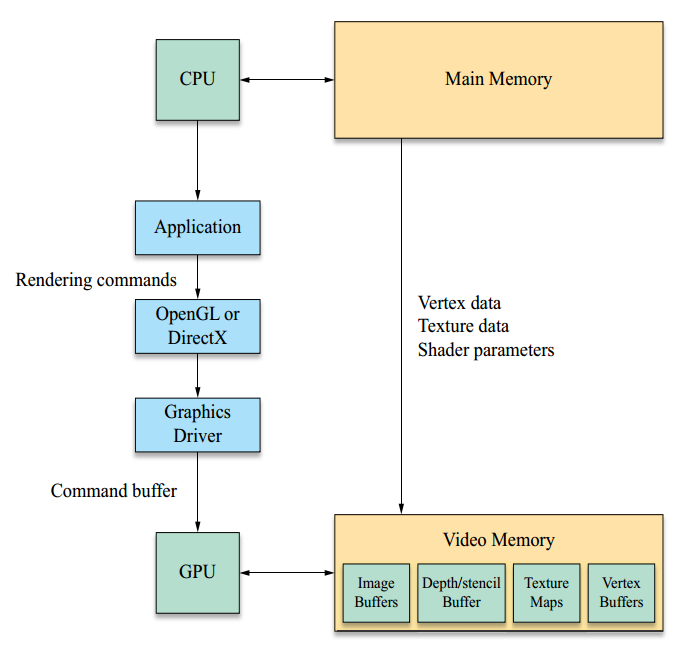 CPU
Main Memory
Application
Rendering commands
OpenGL or
DirectX
Vertex data
Texture data
Shader parameters
Graphics
Driver
Command buffer
GPU
Video Memory
Image
Buffers
Depth/stencil
Buffer
Texture
Maps
Vertex
Buffers